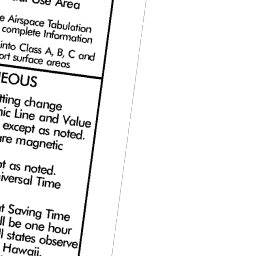 Use Area
e Airspace Tabulation
complete Information
into Class A, B, C and
ort surface areas
EOUS
tting change
nic Line and Value
except as noted.
are magnetic
pt as noted.
iversal Time
t Saving Time
ll be one hour
ll states observe
Hawaii.